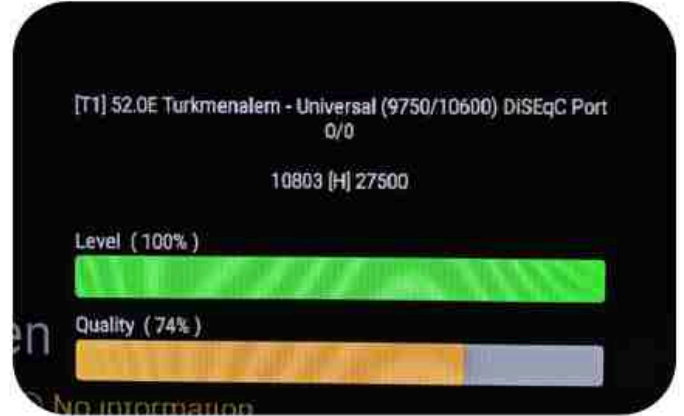 [T1] 52.0E Turkmenalem - Universal (9750/10600) DiSEqC Port
0/0
10803 [H] 27500
Level ( 100% )
Quality ( 74% )
en
No information